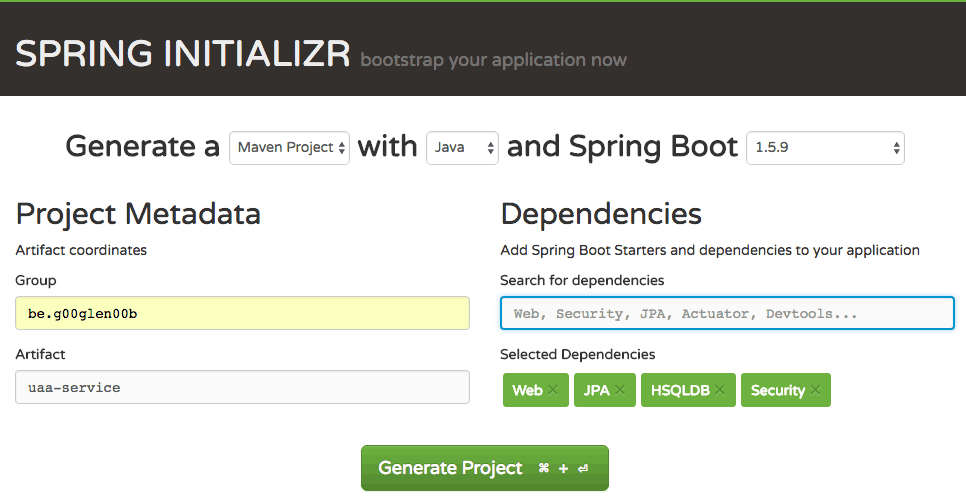 SPRING INITIALIZR bootstrap your application now
Generate a Maven Project with Java and Spring Boot 1.5.9
Project Metadata
Artifact coordinates
Group
be.g00glen00b
Artifact
uaa-service
Dependencies
Add Spring Boot Starters and dependencies to your application
Search for dependencies
Web, Security, JPA, Actuator, Devtools...
Selected Dependencies
Web × JPA × HSQLDB × Security ×
Generate Project ⌘ + ⏎